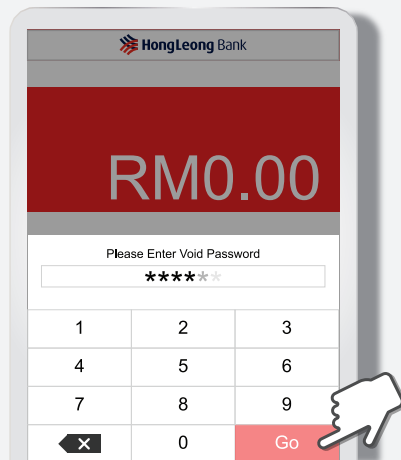 HongLeong Bank
RM0.00
Please Enter Void Password
******
1 2 3
4 5 6
7 8 9
0 Go